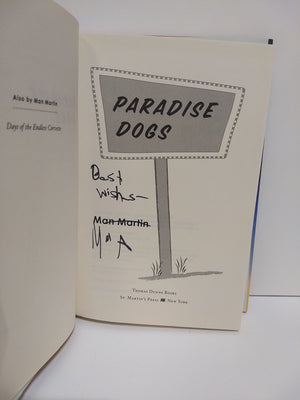 Also by Man Martin
Days of the Endless Corvette
PARADISE
DOGS
Best
Wishes—
Man Martin
THOMAS DUNNE BOOKS
ST. MARTIN'S PRESS NEW YORK